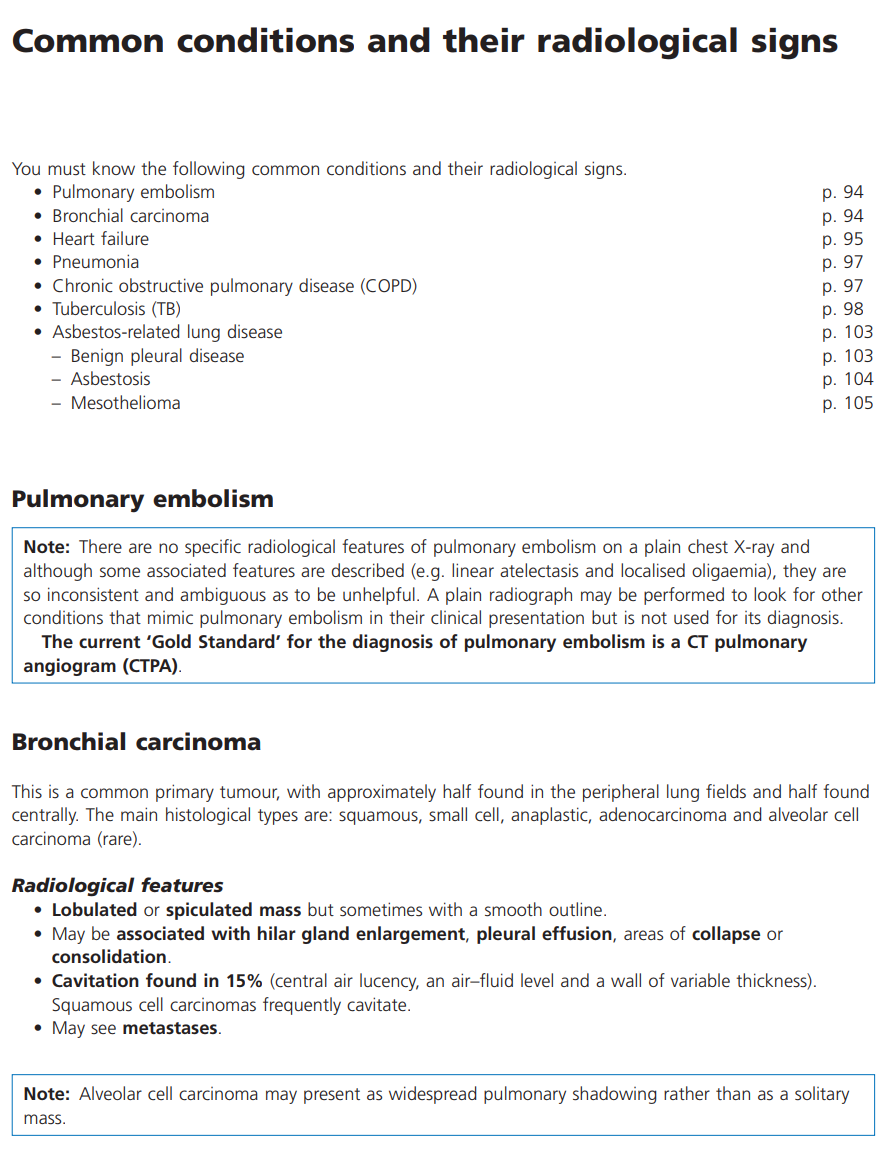 Common conditions and their radiological signs
You must know the following common conditions and their radiological signs.
• Pulmonary embolism p. 94
• Bronchial carcinoma p. 94
• Heart failure p. 95
• Pneumonia p. 97
• Chronic obstructive pulmonary disease (COPD) p. 97
• Tuberculosis (TB) p. 98
• Asbestos-related lung disease p. 103
– Benign pleural disease p. 103
– Asbestosis p. 104
– Mesothelioma p. 105
Pulmonary embolism
Note: There are no specific radiological features of pulmonary embolism on a plain chest X-ray and
although some associated features are described (e.g. linear atelectasis and localised oligaemia), they are
so inconsistent and ambiguous as to be unhelpful. A plain radiograph may be performed to look for other
conditions that mimic pulmonary embolism in their clinical presentation but is not used for its diagnosis.
The current ‘Gold Standard’ for the diagnosis of pulmonary embolism is a CT pulmonary
angiogram (CTPA).
Bronchial carcinoma
This is a common primary tumour, with approximately half found in the peripheral lung fields and half found
centrally. The main histological types are: squamous, small cell, anaplastic, adenocarcinoma and alveolar cell
carcinoma (rare).
Radiological features
• Lobulated or spiculated mass but sometimes with a smooth outline.
• May be associated with hilar gland enlargement, pleural effusion, areas of collapse or
consolidation.
• Cavitation found in 15% (central air lucency, an air–fluid level and a wall of variable thickness).
Squamous cell carcinomas frequently cavitate.
• May see metastases.
Note: Alveolar cell carcinoma may present as widespread pulmonary shadowing rather than as a solitary
mass.